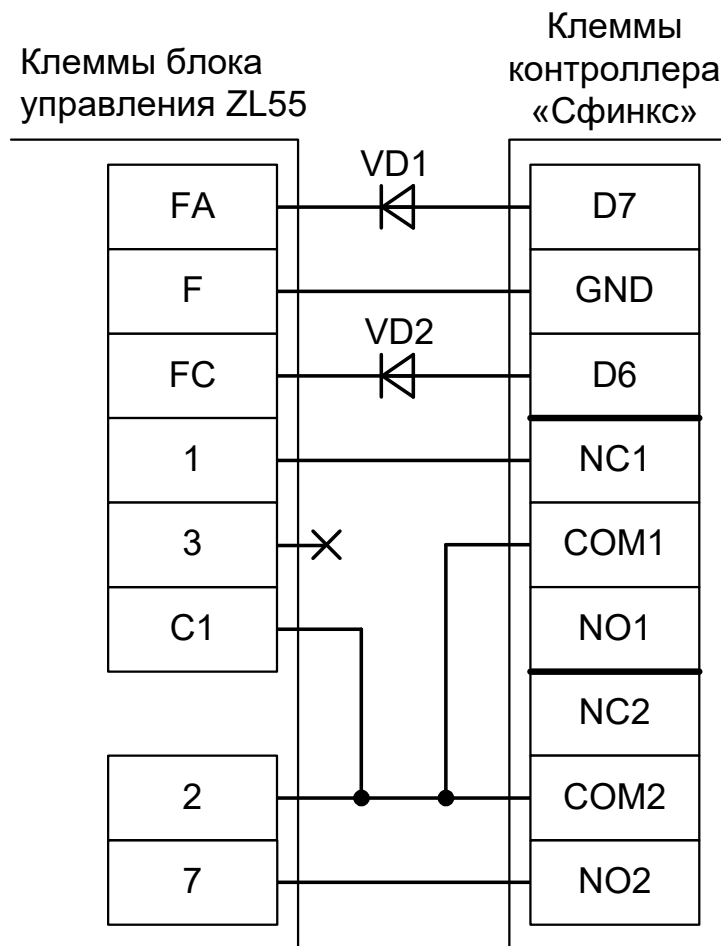 Клеммы блока
управления ZL55
Клеммы
контроллера
«Сфинкс»
VD1
FA
D7
F
GND
VD2
FC
D6
1
NC1
3
COM1
C1
NO1
NC2
2
COM2
7
NO2